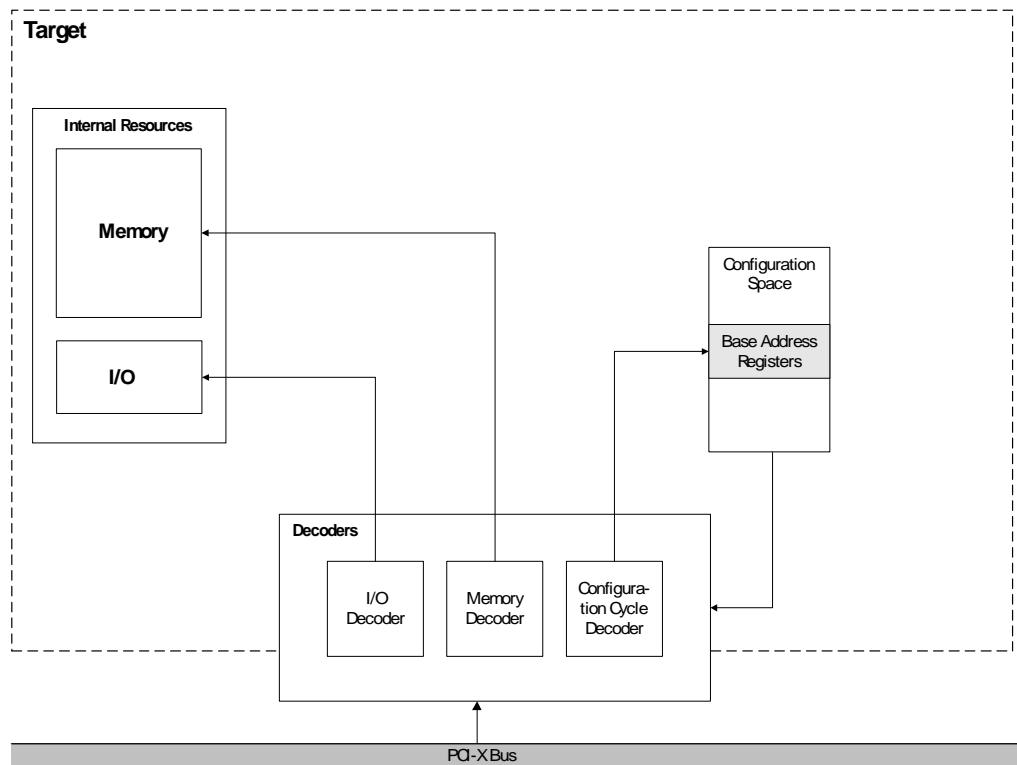 Target
Internal Resources
Memory
I/O
Configuration
Space
Base Address
Registers
Decoders
I/O
Decoder
Memory
Decoder
Configura-
tion Cycle
Decoder
PCI-X Bus